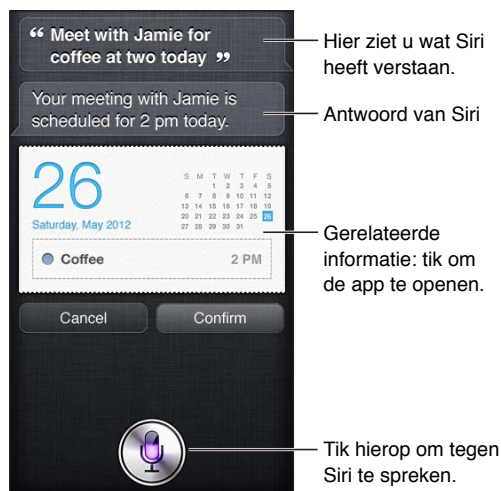 “ Meet with Jamie for
coffee at two today ”
Hier ziet u wat Siri
heeft verstaan.
Your meeting with Jamie is
scheduled for 2 pm today.
Antwoord van Siri
26
Saturday, May 2012
S M T W T F S
1 2 3 4 5
6 7 8 9 10 11 12
13 14 15 16 17 18 19
20 21 22 23 24 25 26
27 28 29 30 31
Coffee 2 PM
Gerelateerde
informatie: tik om
de app te openen.
Cancel Confirm
Tik hierop om tegen
Siri te spreken.